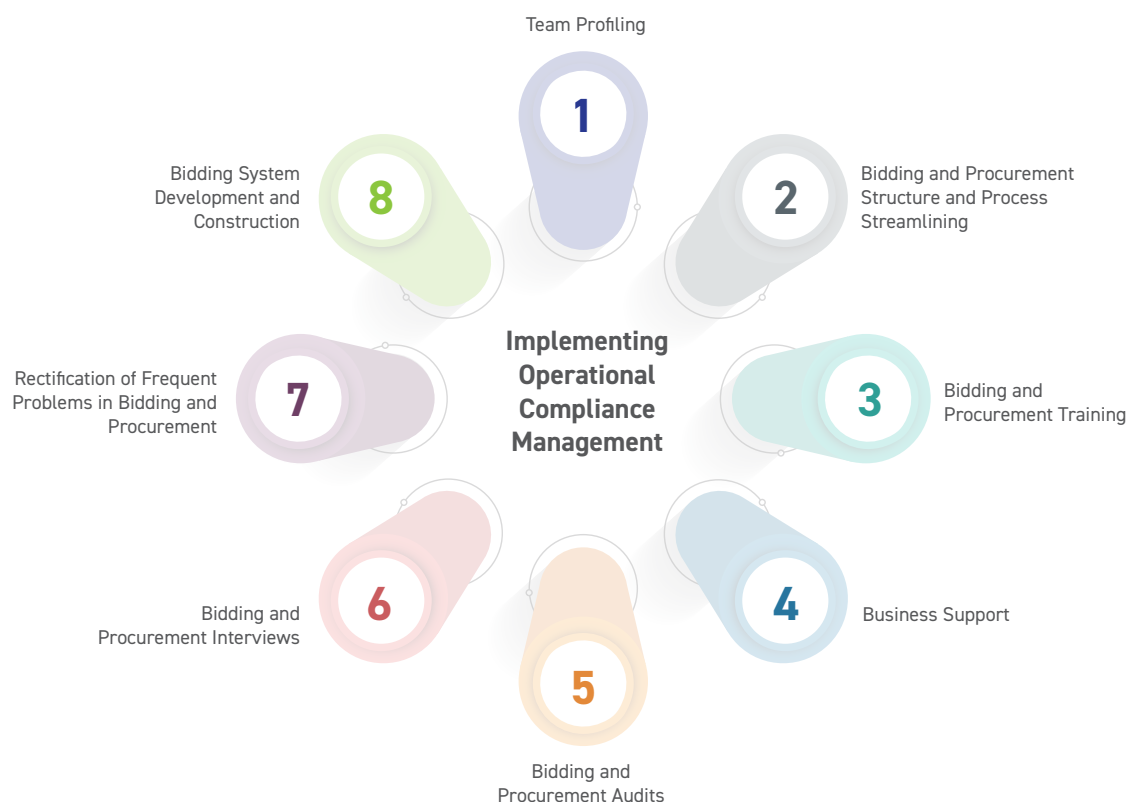 Team Profiling
1
2
Bidding and Procurement
Structure and Process
Streamlining
3
Bidding and
Procurement Training
4
Business Support
5
Bidding and
Procurement Audits
6
Bidding and
Procurement Interviews
7
Rectification of Frequent
Problems in Bidding and
Procurement
8
Bidding System
Development and
Construction
Implementing
Operational
Compliance
Management